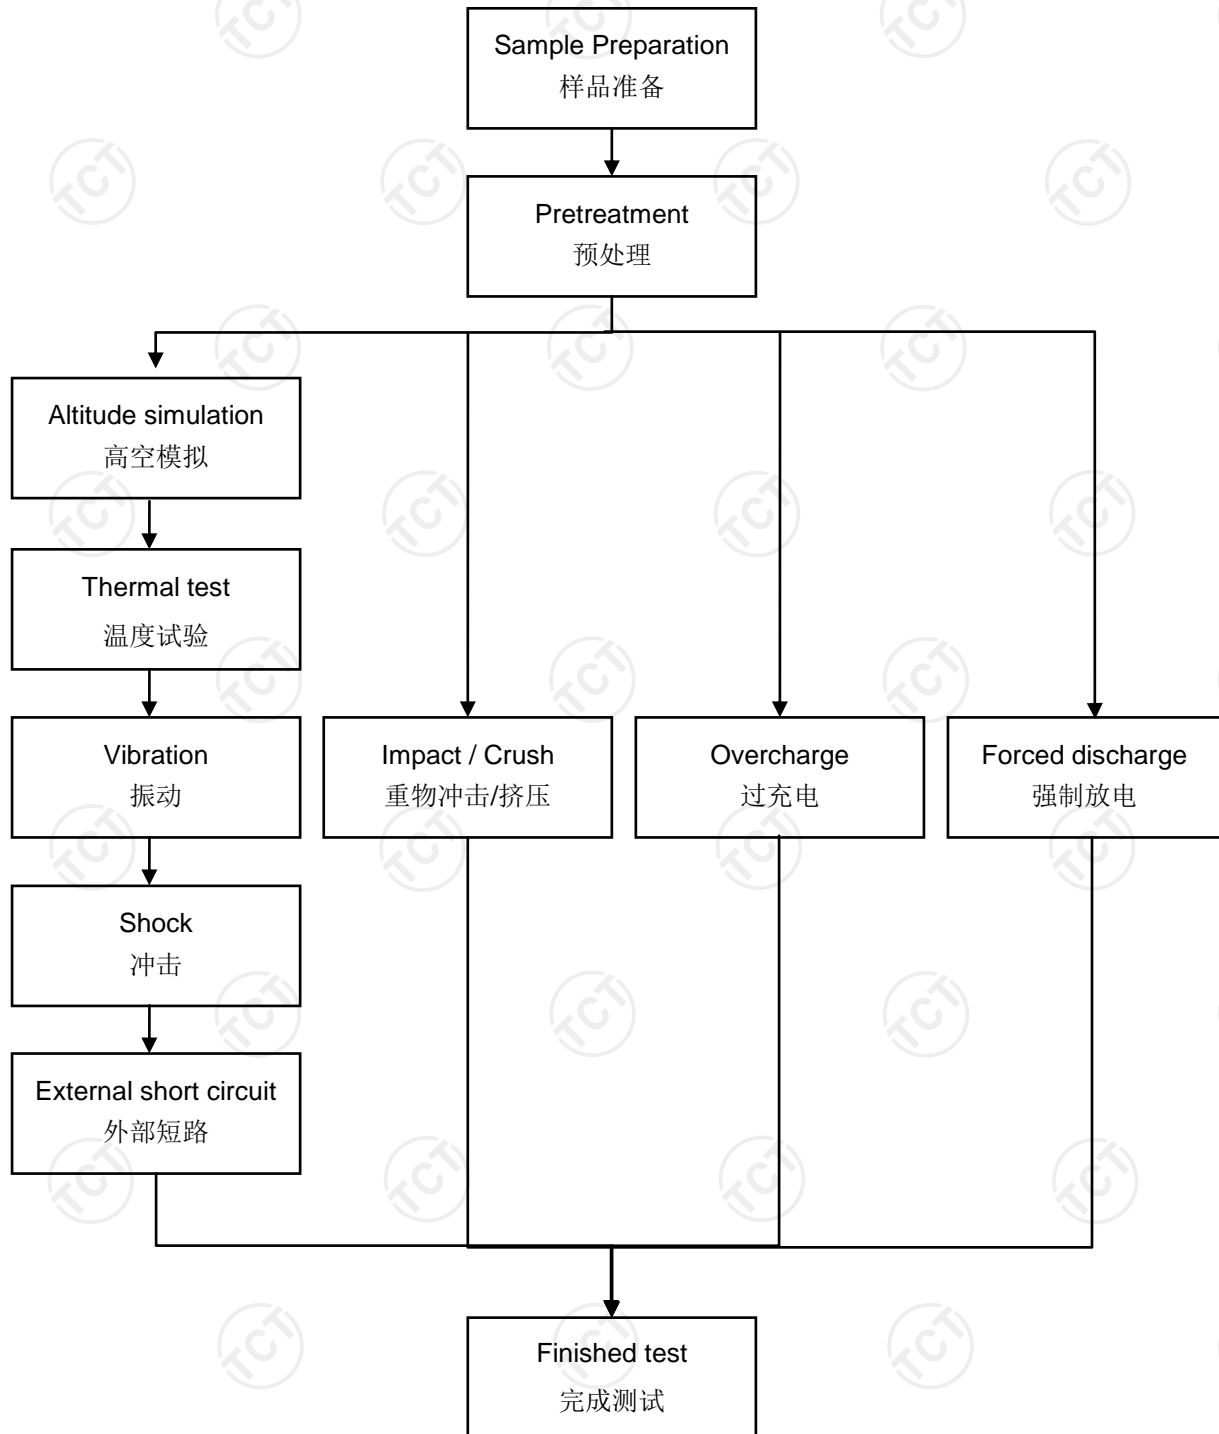 Sample Preparation
样品准备
Pretreatment
预处理
Altitude simulation
高空模拟
Thermal test
温度试验
Vibration
振动
Impact / Crush
重物冲击/挤压
Overcharge
过充电
Forced discharge
强制放电
Shock
冲击
External short circuit
外部短路
Finished test
完成测试
TCT